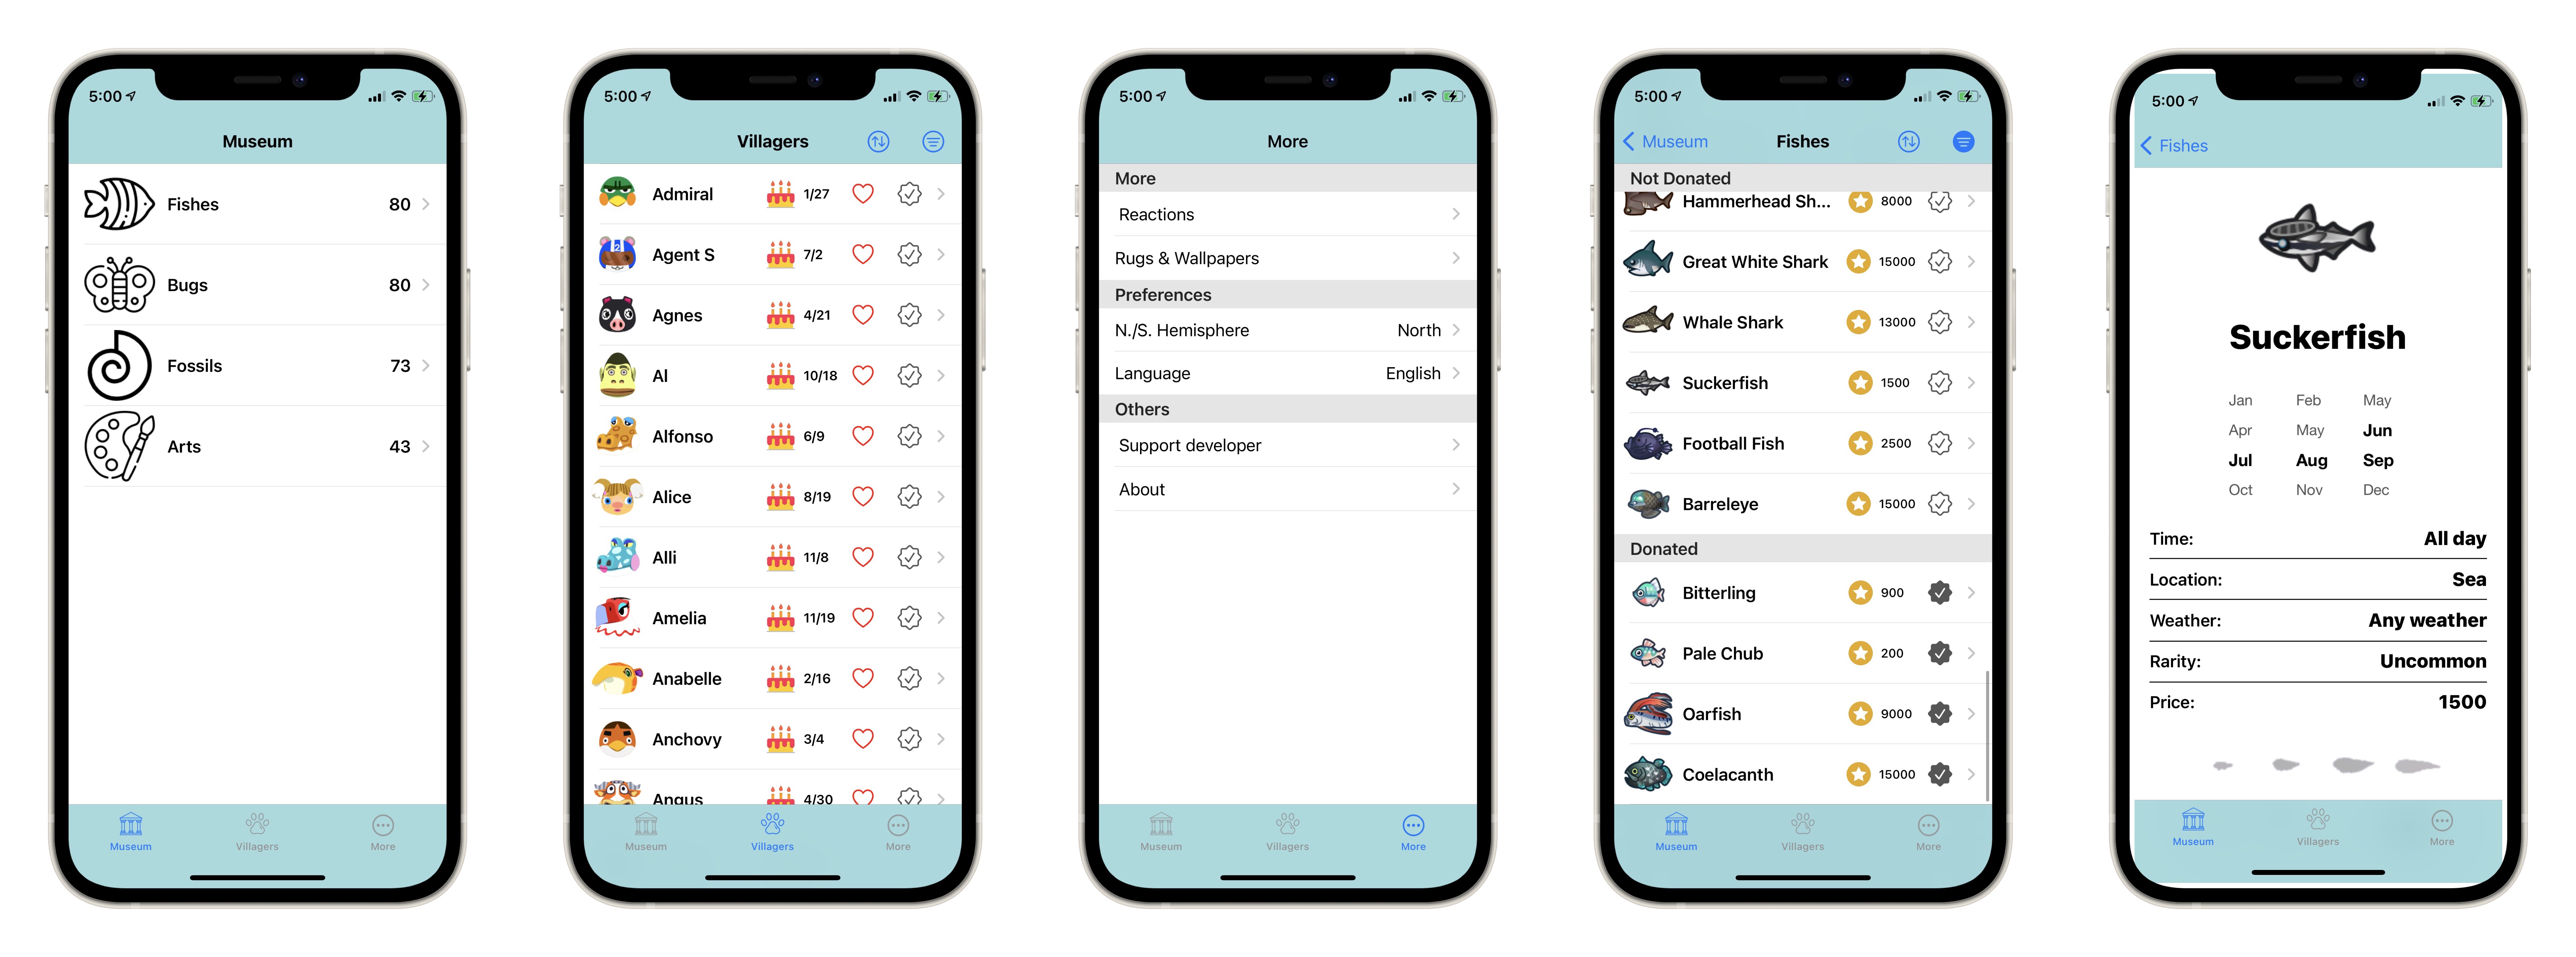 5:00
Museum
Fishes 80
Bugs 80
Fossils 73
Arts 43
Museum Villagers More
5:00
Villagers
Admiral 1/27
Agent S 7/2
2
Agnes 4/21
Al 10/18
Alfonso 6/9
Alice 8/19
Alli 11/8
Amelia 11/19
Anabelle 2/16
Anchovy 3/4
Angus 4/30
Museum Villagers More
5:00
More
More
Reactions
Rugs & Wallpapers
Preferences
N./S. Hemisphere North
Language English
Others
Support developer
About
Museum Villagers More
5:00
Museum Fishes
Not Donated
Hammerhead Sh... 8000
Great White Shark 15000
Whale Shark 13000
Suckerfish 1500
Football Fish 2500
Barreleye 15000
Donated
Bitterling 900
Pale Chub 200
Oarfish 9000
Coelacanth 15000
Museum Villagers More
5:00
Fishes
Suckerfish
Jan Feb May
Apr May Jun
Jul Aug Sep
Oct Nov Dec
Time: All day
Location: Sea
Weather: Any weather
Rarity: Uncommon
Price: 1500
Museum Villagers More